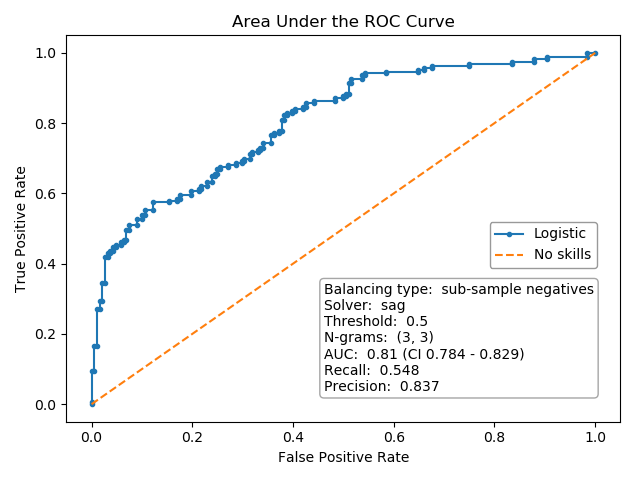 Area Under the ROC Curve
True Positive Rate
1.0
0.8
0.6
0.4
0.2
0.0
Logistic
No skills
Balancing type:  sub-sample negatives
Solver:  sag
Threshold:  0.5
N-grams:  (3, 3)
AUC:  0.81 (CI 0.784 - 0.829)
Recall:  0.548
Precision:  0.837
0.0 0.2 0.4 0.6 0.8 1.0
False Positive Rate